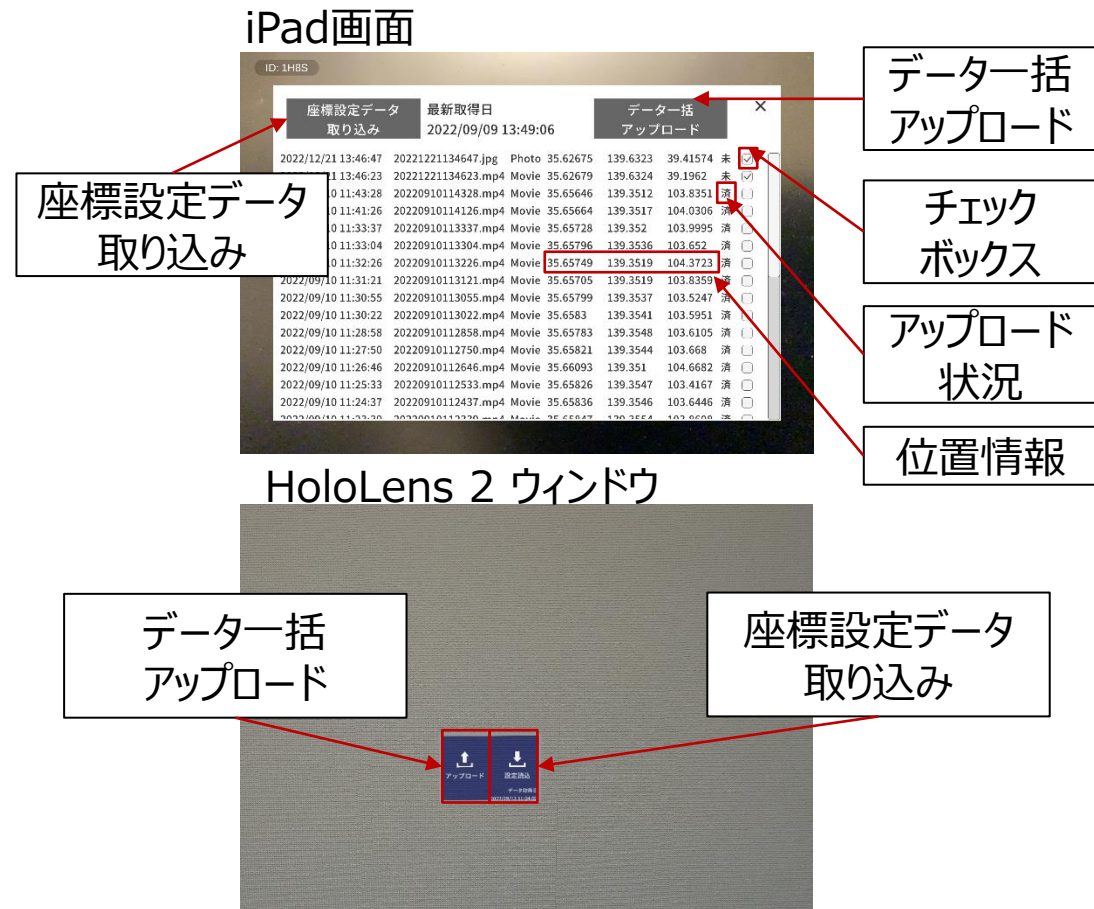 iPad画面
ID: 1H8S
座標設定データ
取り込み
最新取得日
2022/09/09 13:49:06
データ一括
アップロード
×
データ一括
アップロード
2022/12/21 13:46:47 20221221134647.jpg Photo 35.62675 139.6323 39.41574 未
21 13:46:23 20221221134623.mp4 Movie 35.62679 139.6324 39.1962 未
10 11:43:28 20220910114328.mp4 Movie 35.65646 139.3512 103.8351 済
0 11:41:26 20220910114126.mp4 Movie 35.65664 139.3517 104.0306 済
0 11:33:37 20220910113337.mp4 Movie 35.65728 139.352 103.9995 済
0 11:33:04 20220910113304.mp4 Movie 35.65796 139.3536 103.652 済
0 11:32:26 20220910113226.mp4 Movie 35.65749 139.3519 104.3723 済
2022/09/10 11:31:21 20220910113121.mp4 Movie 35.65705 139.3519 103.8359 済
2022/09/10 11:30:55 20220910113055.mp4 Movie 35.65799 139.3537 103.5247 済
2022/09/10 11:30:22 20220910113022.mp4 Movie 35.6583 139.3541 103.5951 済
2022/09/10 11:28:58 20220910112858.mp4 Movie 35.65783 139.3548 103.6105 済
2022/09/10 11:27:50 20220910112750.mp4 Movie 35.65821 139.3544 103.668 済
2022/09/10 11:26:46 20220910112646.mp4 Movie 35.66093 139.351 104.6682 済
2022/09/10 11:25:33 20220910112533.mp4 Movie 35.65826 139.3547 103.4167 済
2022/09/10 11:24:37 20220910112437.mp4 Movie 35.65836 139.3546 103.6446 済
座標設定データ
取り込み
チェック
ボックス
アップロード
状況
位置情報
HoloLens 2 ウィンドウ
データ一括
アップロード
座標設定データ
取り込み
アップロード
設定読込